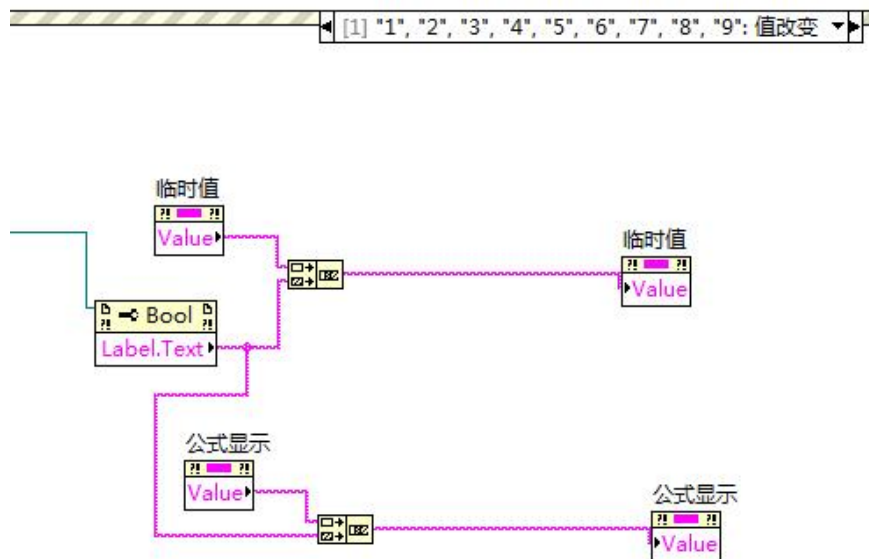 [1] "1", "2", "3", "4", "5", "6", "7", "8", "9": 值改变
临时值
Value
临时值
Value
Bool
Label.Text
公式显示
Value
公式显示
Value